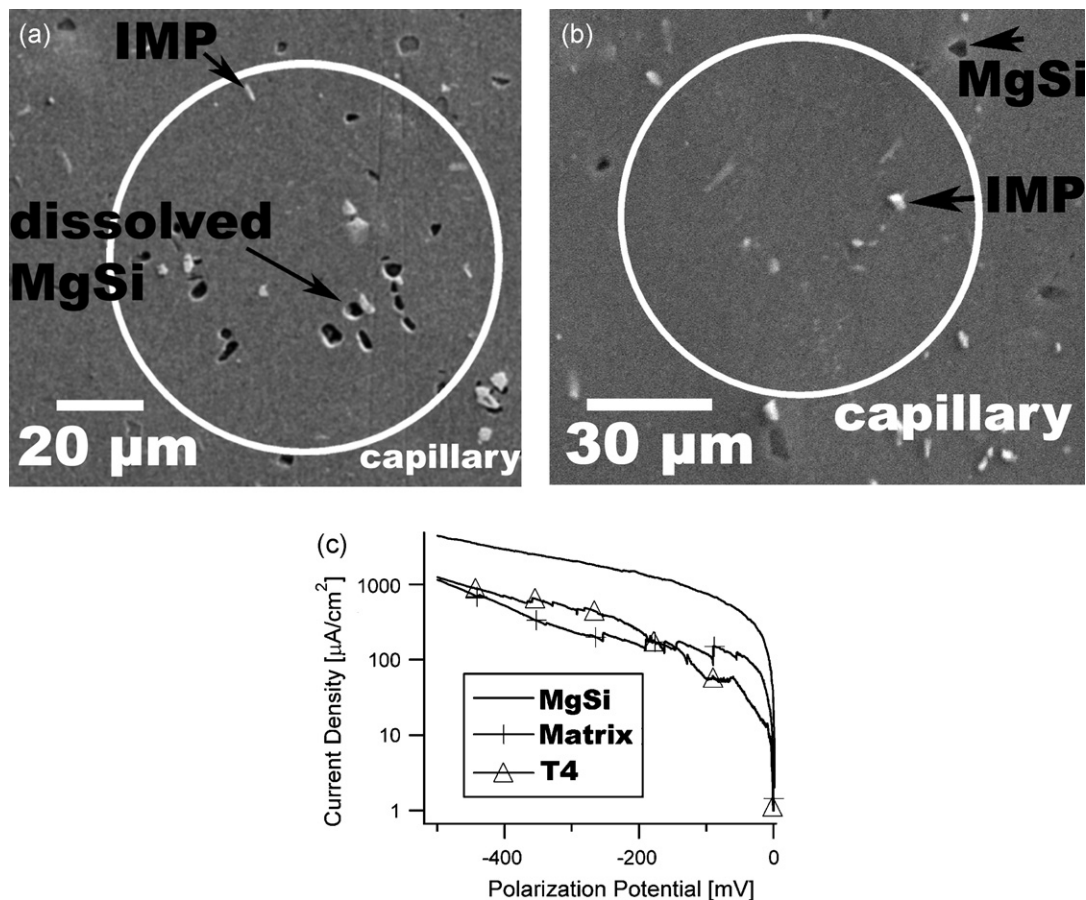 (a)
IMP
dissolved
MgSi
20 µm
capillary
(b)
MgSi
IMP
30 µm
capillary
(c)
Current Density [µA/cm²]
1000
100
10
1
MgSi
Matrix
T4
-400
-200
0
Polarization Potential [mV]